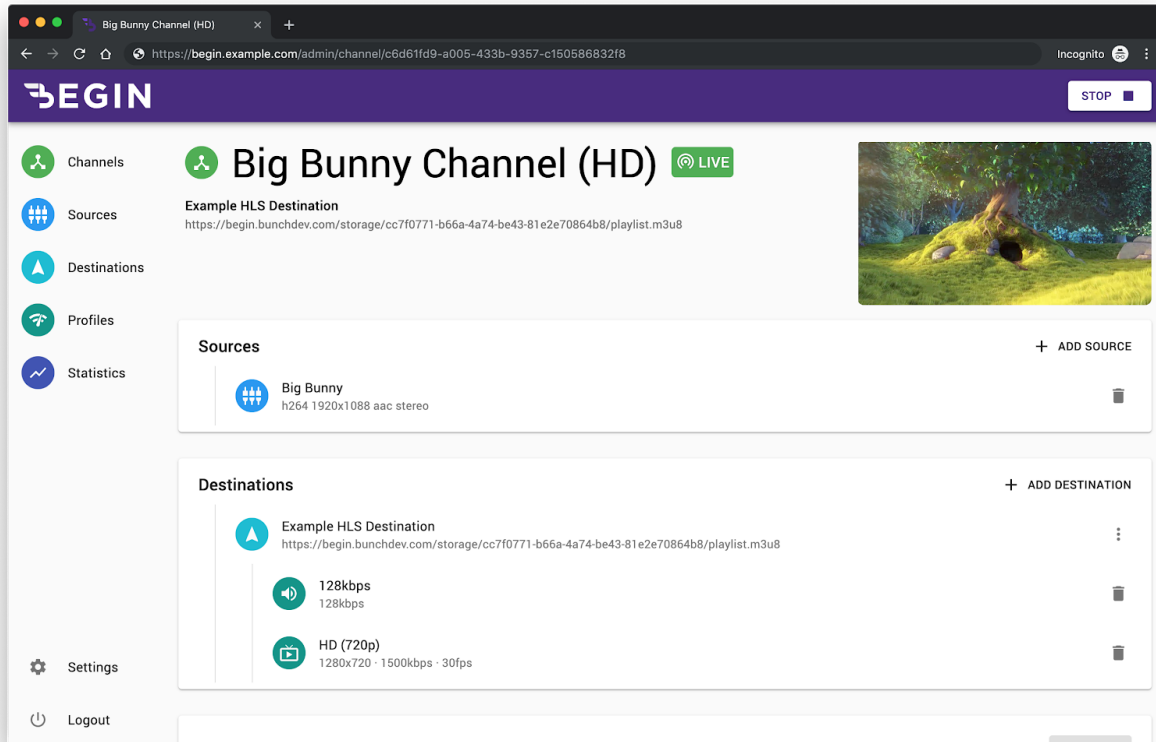 Big Bunny Channel (HD)
https://begin.example.com/admin/channel/c6d61fd9-a005-433b-9357-c150586832f8
Incognito
BEGIN
STOP
Channels
Sources
Destinations
Profiles
Statistics
Settings
Logout
Big Bunny Channel (HD)
LIVE
Example HLS Destination
https://begin.bunchdev.com/storage/cc7f0771-b66a-4a74-be43-81e2e70864b8/playlist.m3u8
Sources
ADD SOURCE
Big Bunny
h264 1920x1088 aac stereo
Destinations
ADD DESTINATION
Example HLS Destination
https://begin.bunchdev.com/storage/cc7f0771-b66a-4a74-be43-81e2e70864b8/playlist.m3u8
128kbps
128kbps
HD (720p)
1280x720 · 1500kbps · 30fps